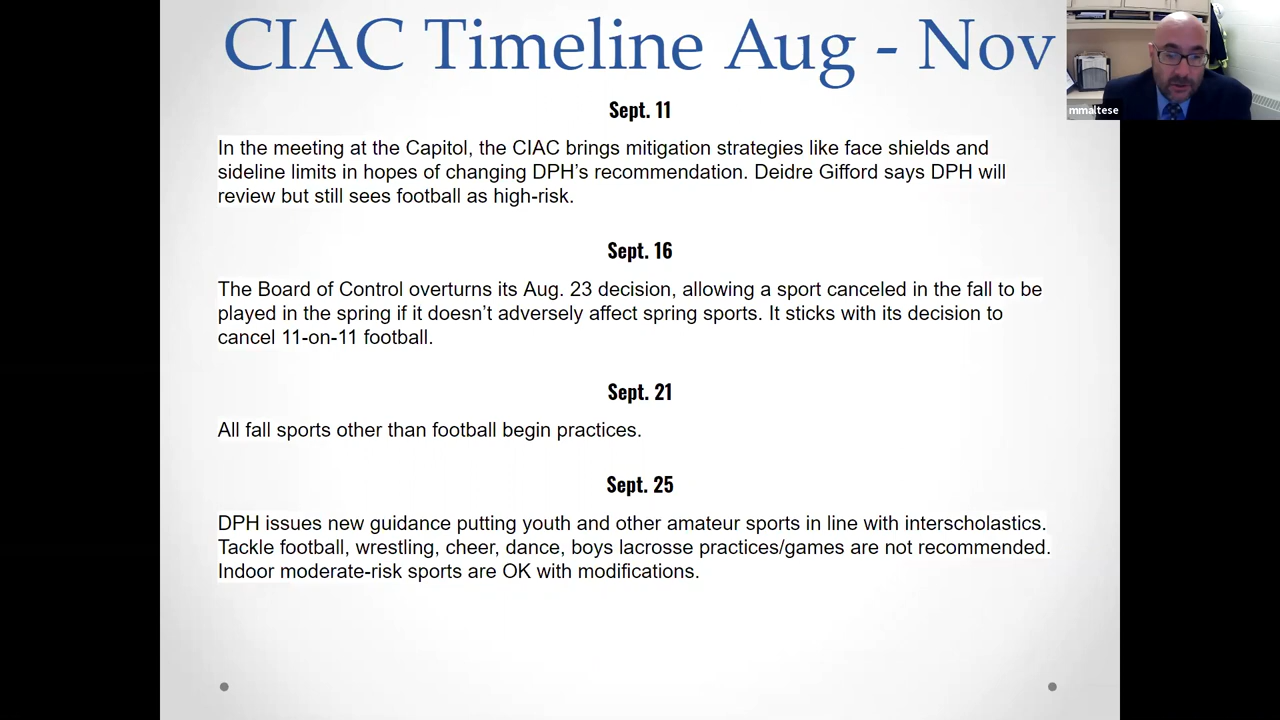 CIAC Timeline Aug - Nov
mmaltese
Sept. 11
In the meeting at the Capitol, the CIAC brings mitigation strategies like face shields and
sideline limits in hopes of changing DPH’s recommendation. Deidre Gifford says DPH will
review but still sees football as high-risk.
Sept. 16
The Board of Control overturns its Aug. 23 decision, allowing a sport canceled in the fall to be
played in the spring if it doesn’t adversely affect spring sports. It sticks with its decision to
cancel 11-on-11 football.
Sept. 21
All fall sports other than football begin practices.
Sept. 25
DPH issues new guidance putting youth and other amateur sports in line with interscholastics.
Tackle football, wrestling, cheer, dance, boys lacrosse practices/games are not recommended.
Indoor moderate-risk sports are OK with modifications.